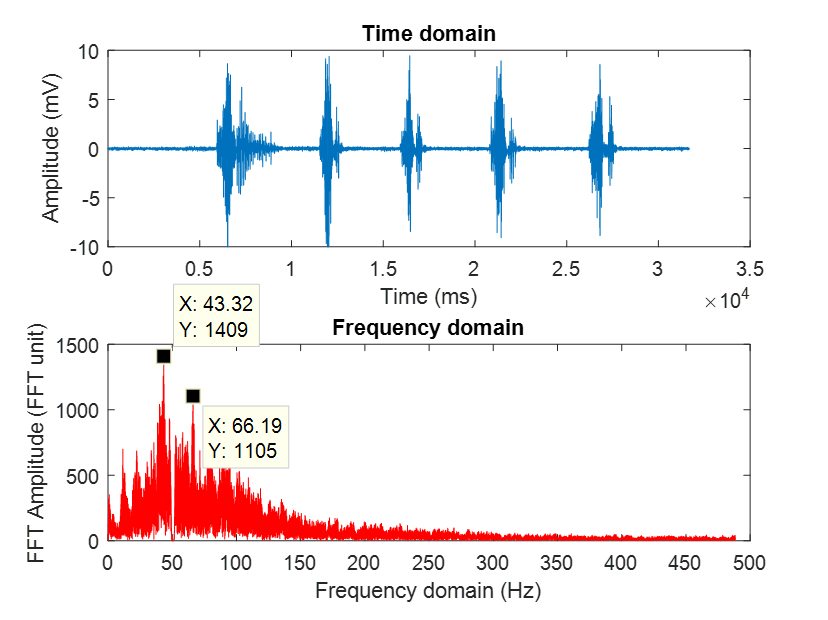 Time domain
Amplitude (mV)
10
5
0
-5
-10
0
0.5
1
1.5
2
2.5
3
3.5
Time (ms)
×10^4
X: 43.32
Y: 1409
Frequency domain
FFT Amplitude (FFT unit)
1500
1000
500
0
X: 66.19
Y: 1105
0
50
100
150
200
250
300
350
400
450
500
Frequency domain (Hz)